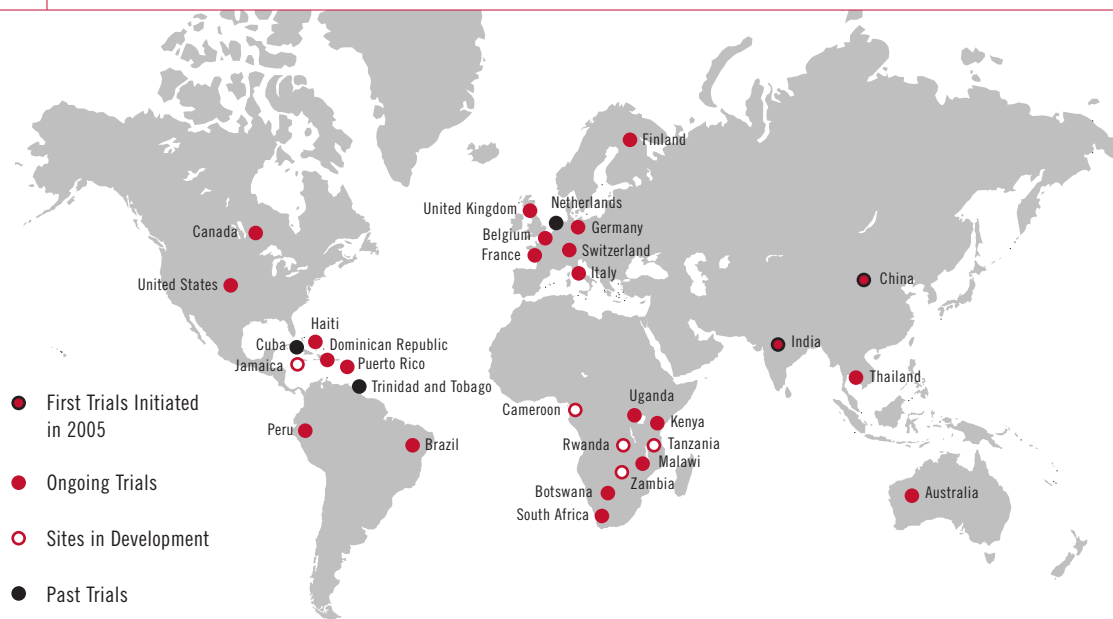 Finland
Netherlands
United Kingdom
Germany
Canada
Belgium
Switzerland
France
Italy
China
United States
Haiti
India
Cuba
Dominican Republic
Jamaica
Puerto Rico
Thailand
Trinidad and Tobago
Uganda
Cameroon
Kenya
Peru
Brazil
Rwanda
Tanzania
Malawi
Zambia
Botswana
Australia
South Africa
First Trials Initiated
in 2005
Ongoing Trials
Sites in Development
Past Trials